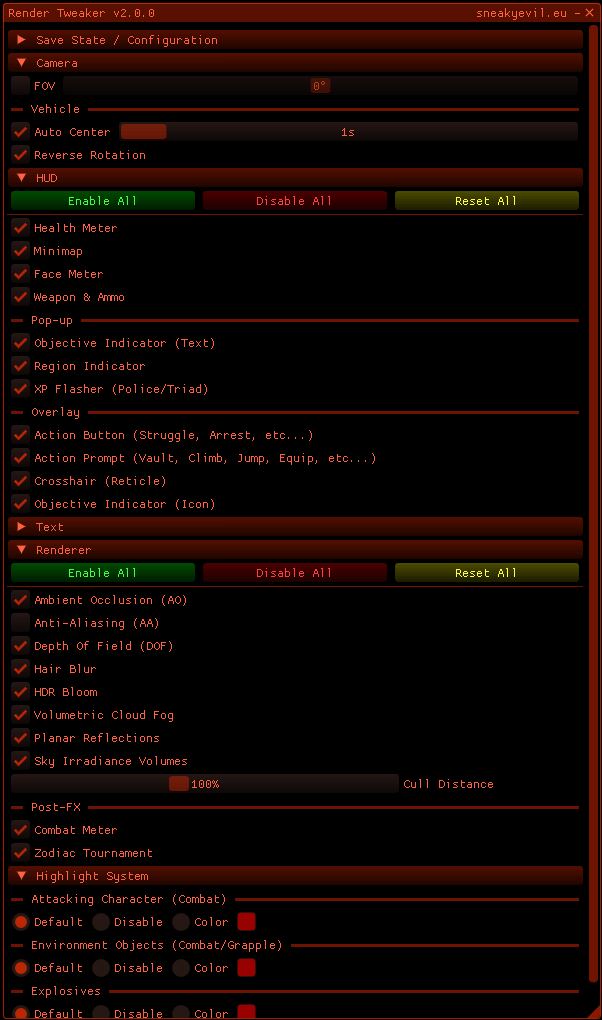 Render Tweaker v2.0.0 sneakyevil.eu
Save State / Configuration
Camera
FOV 0°
Vehicle
Auto Center 1s
Reverse Rotation
HUD
Enable All Disable All Reset All
Health Meter
Minimap
Face Meter
Weapon & Ammo
Pop-up
Objective Indicator (Text)
Region Indicator
XP Flasher (Police/Triad)
Overlay
Action Button (Struggle, Arrest, etc...)
Action Prompt (Vault, Climb, Jump, Equip, etc...)
Crosshair (Reticle)
Objective Indicator (Icon)
Text
Renderer
Enable All Disable All Reset All
Ambient Occlusion (AO)
Anti-Aliasing (AA)
Depth Of Field (DOF)
Hair Blur
HDR Bloom
Volumetric Cloud Fog
Planar Reflections
Sky Irradiance Volumes
100% Cull Distance
Post-FX
Combat Meter
Zodiac Tournament
Highlight System
Attacking Character (Combat)
Default Disable Color
Environment Objects (Combat/Grapple)
Default Disable Color
Explosives
Default Disable Color